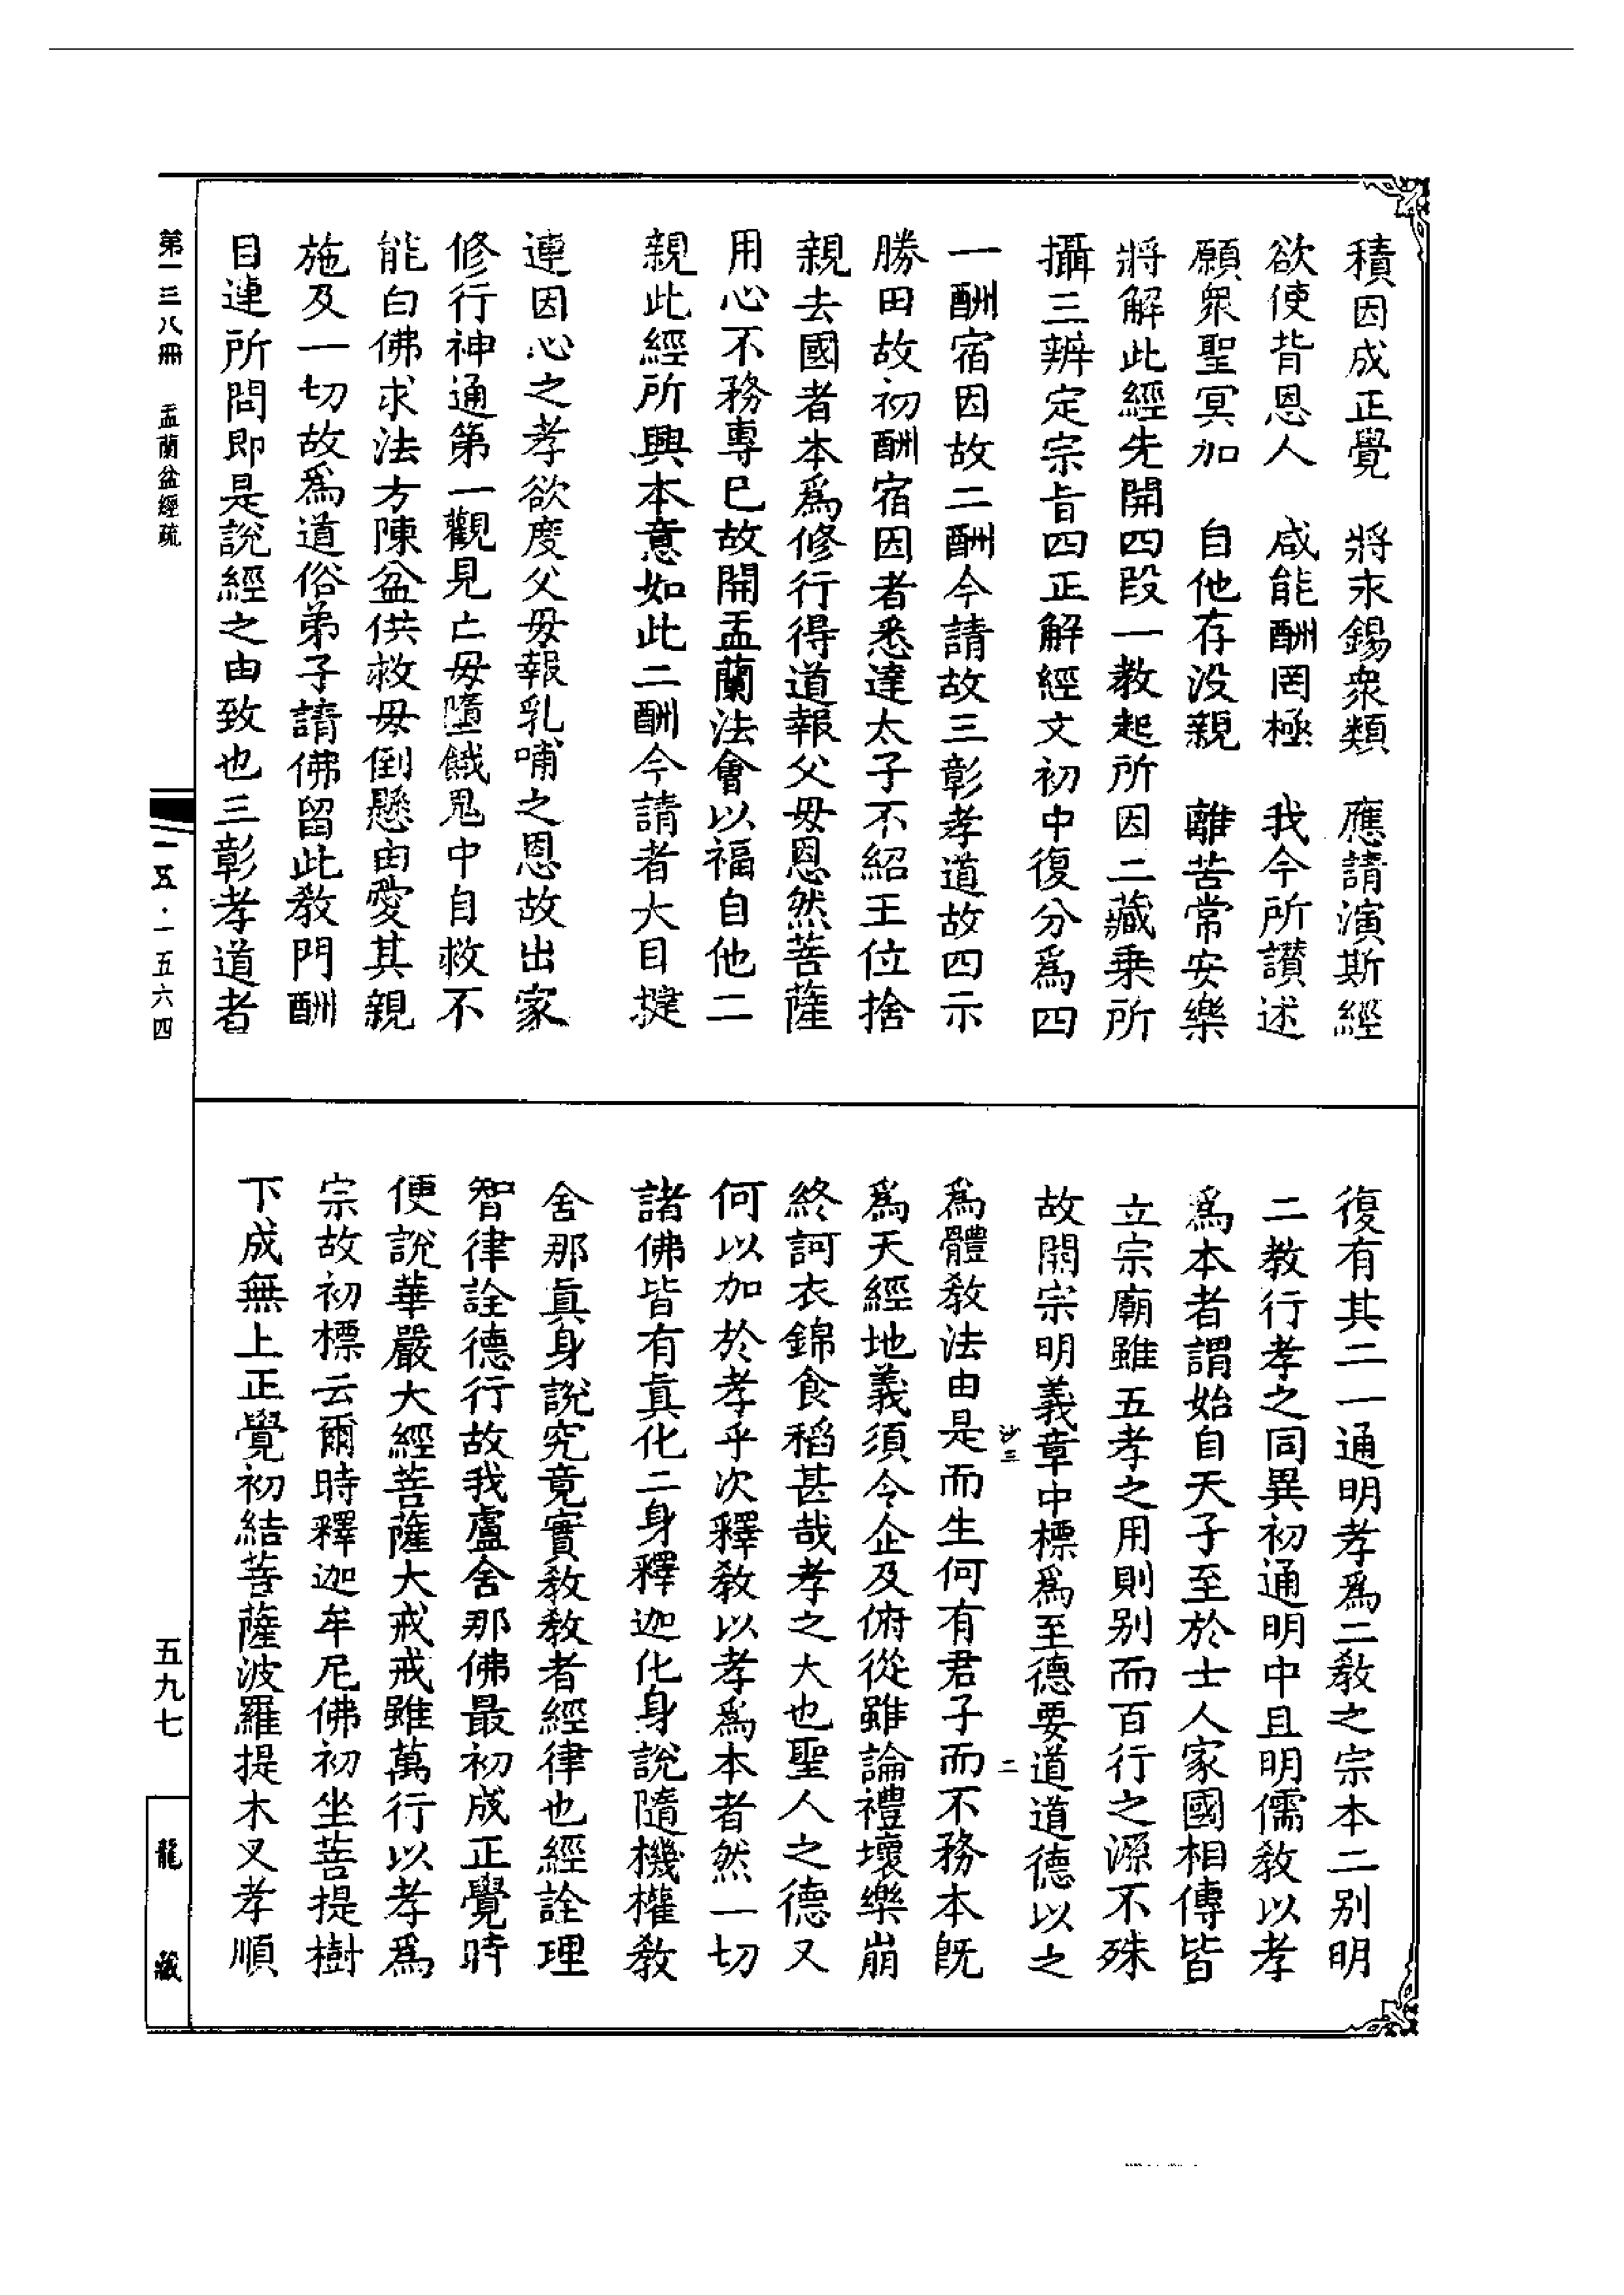 積因成正覺　將永錫衆類　應請演斯經
欲使背恩人　咸能酬罔極　我今所讃述
願衆聖冥加　自他存没親　離苦常安樂
將解此經先開四段一教起所因二藏乗所
攝三辨定宗旨四正解經文初中復分爲四
一酬宿因故二酬今請故三彰孝道故四示
勝田故初酬宿因者悉達太子不紹王位捨
親去國者本爲修行得道報父毋恩然菩薩
用心不務專已故開盂蘭法會以福自他二
親此經所興本意如此二酬今請者大目揵
連因心之孝欲度父毋報乳哺之恩故出家
修行神通第一觀見亡毋墮餓鬼中自救不
能白佛求法方陳盆供救毋倒懸由愛其親
施及一切故爲道俗弟子請佛留此教門酬
目連所問即是說經之由致也三彰孝道者
復有其二一通明孝爲二教之宗本二别明
二教行孝之同異初通明中且明儒教以孝
爲本者謂始自天子至於士人家國相傳皆
立宗廟雖五孝之用則别而百行之源不殊
故開宗明義章中標爲至德要道道德以之
沙三　二
爲體教法由是而生何有君子而不務本旣
爲天經地義須令企及俯從雖論禮壞樂崩
終訶衣錦食稻甚哉孝之大也聖人之德又
何以加於孝乎次釋教以孝爲本者然一切
諸佛皆有眞化二身釋迦化身說隨機權教
舍那眞身說究竟實教教者經律也經詮理
智律詮德行故我盧舍那佛最初成正覺時
便說華嚴大經菩薩大戒戒雖萬行以孝爲
宗故初標云爾時釋迦牟尼佛初坐菩提樹
下成無上正覺初結菩薩波羅提木叉孝順
第一三八冊　盂蘭盆經疏
一五·一五六四
五九七
龍藏